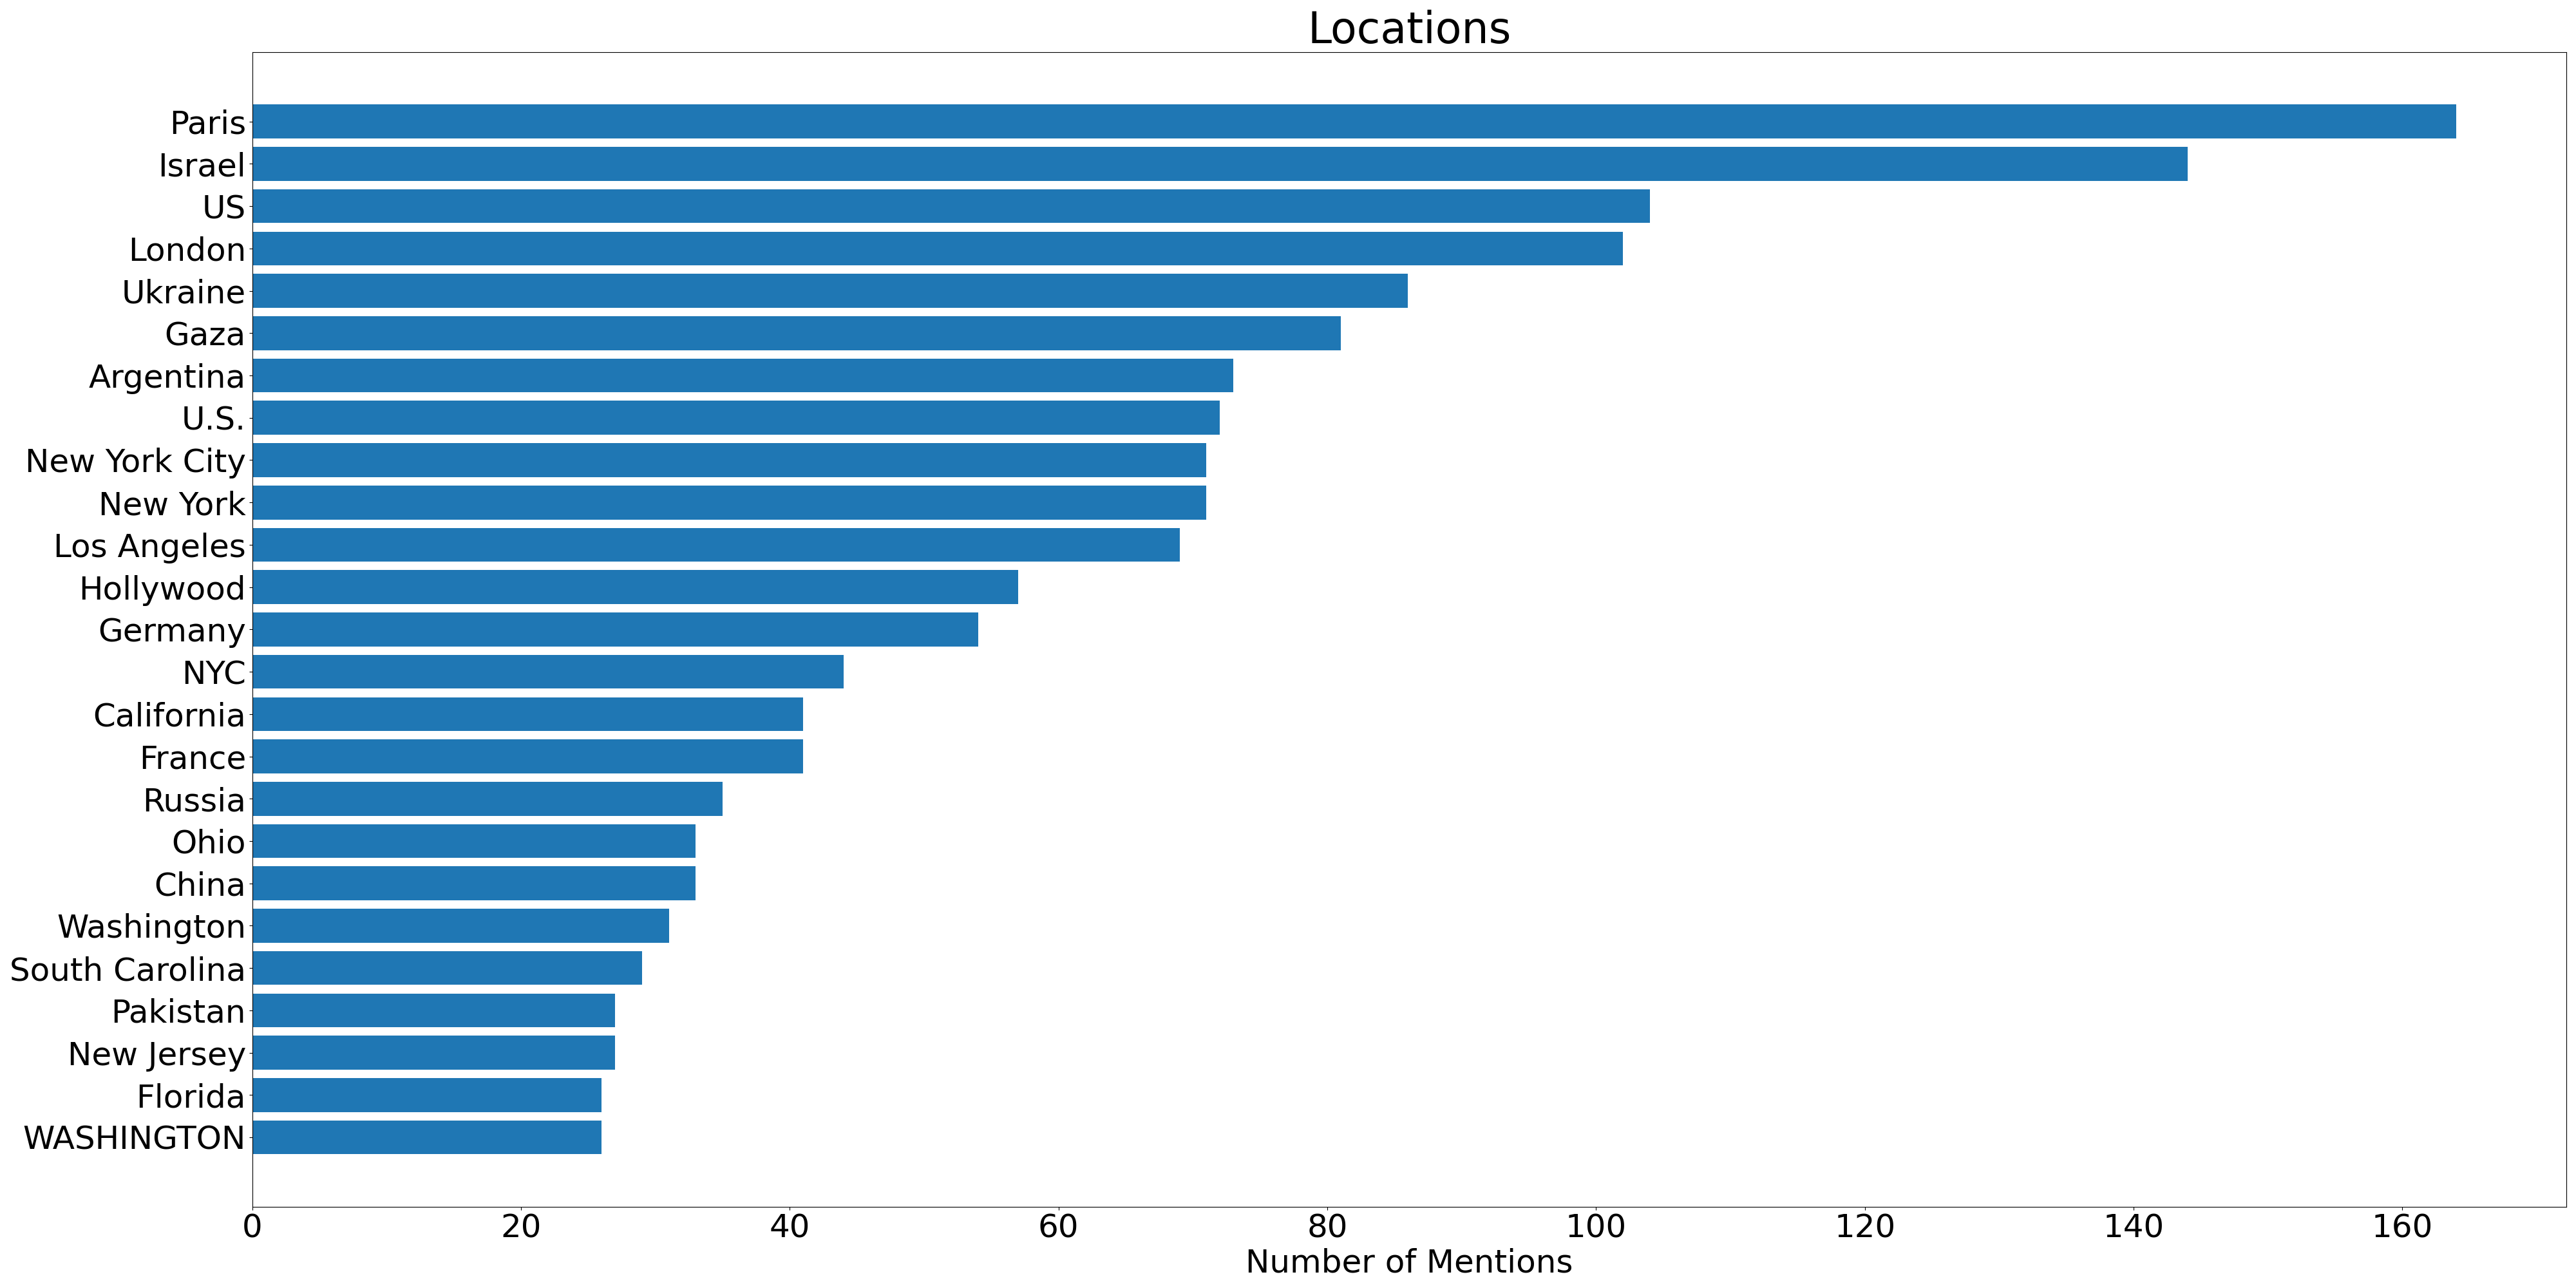 Locations
Paris
Israel
US
London
Ukraine
Gaza
Argentina
U.S.
New York City
New York
Los Angeles
Hollywood
Germany
NYC
California
France
Russia
Ohio
China
Washington
South Carolina
Pakistan
New Jersey
Florida
WASHINGTON
0 20 40 60 80 100 120 140 160
Number of Mentions